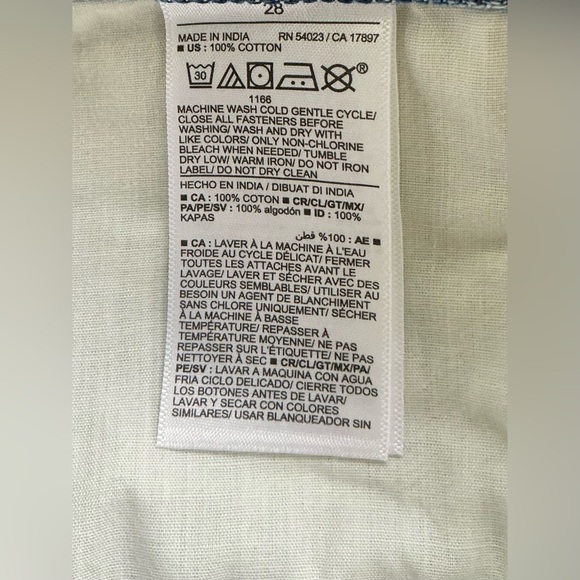 28
MADE IN INDIA RN 54023 / CA 17897
■ US : 100% COTTON
30 ®
1166
MACHINE WASH COLD GENTLE CYCLE/
CLOSE ALL FASTENERS BEFORE
WASHING/ WASH AND DRY WITH
LIKE COLORS/ ONLY NON-CHLORINE
BLEACH WHEN NEEDED/ TUMBLE
DRY LOW/ WARM IRON/ DO NOT IRON
LABEL/ DO NOT DRY CLEAN
HECHO EN INDIA / DIBUAT DI INDIA
■ CA : 100% COTON ■ CR/CL/GT/MX/
PA/PE/SV : 100% algodón ■ ID : 100%
KAPAS
■ AE : 100% قطن
■ CA : LAVER À LA MACHINE À L'EAU
FROIDE AU CYCLE DÉLICAT/ FERMER
TOUTES LES ATTACHES AVANT LE
LAVAGE/ LAVER ET SÉCHER AVEC DES
COULEURS SEMBLABLES/ UTILISER AU
BESOIN UN AGENT DE BLANCHIMENT
SANS CHLORE UNIQUEMENT/ SÉCHER
À LA MACHINE À BASSE
TEMPÉRATURE/ REPASSER À
TEMPÉRATURE MOYENNE/ NE PAS
REPASSER SUR L'ÉTIQUETTE/ NE PAS
NETTOYER À SEC ■ CR/CL/GT/MX/PA/
PE/SV : LAVAR A MAQUINA CON AGUA
FRIA CICLO DELICADO/ CIERRE TODOS
LOS BOTONES ANTES DE LAVAR/
LAVAR Y SECAR CON COLORES
SIMILARES/ USAR BLANQUEADOR SIN